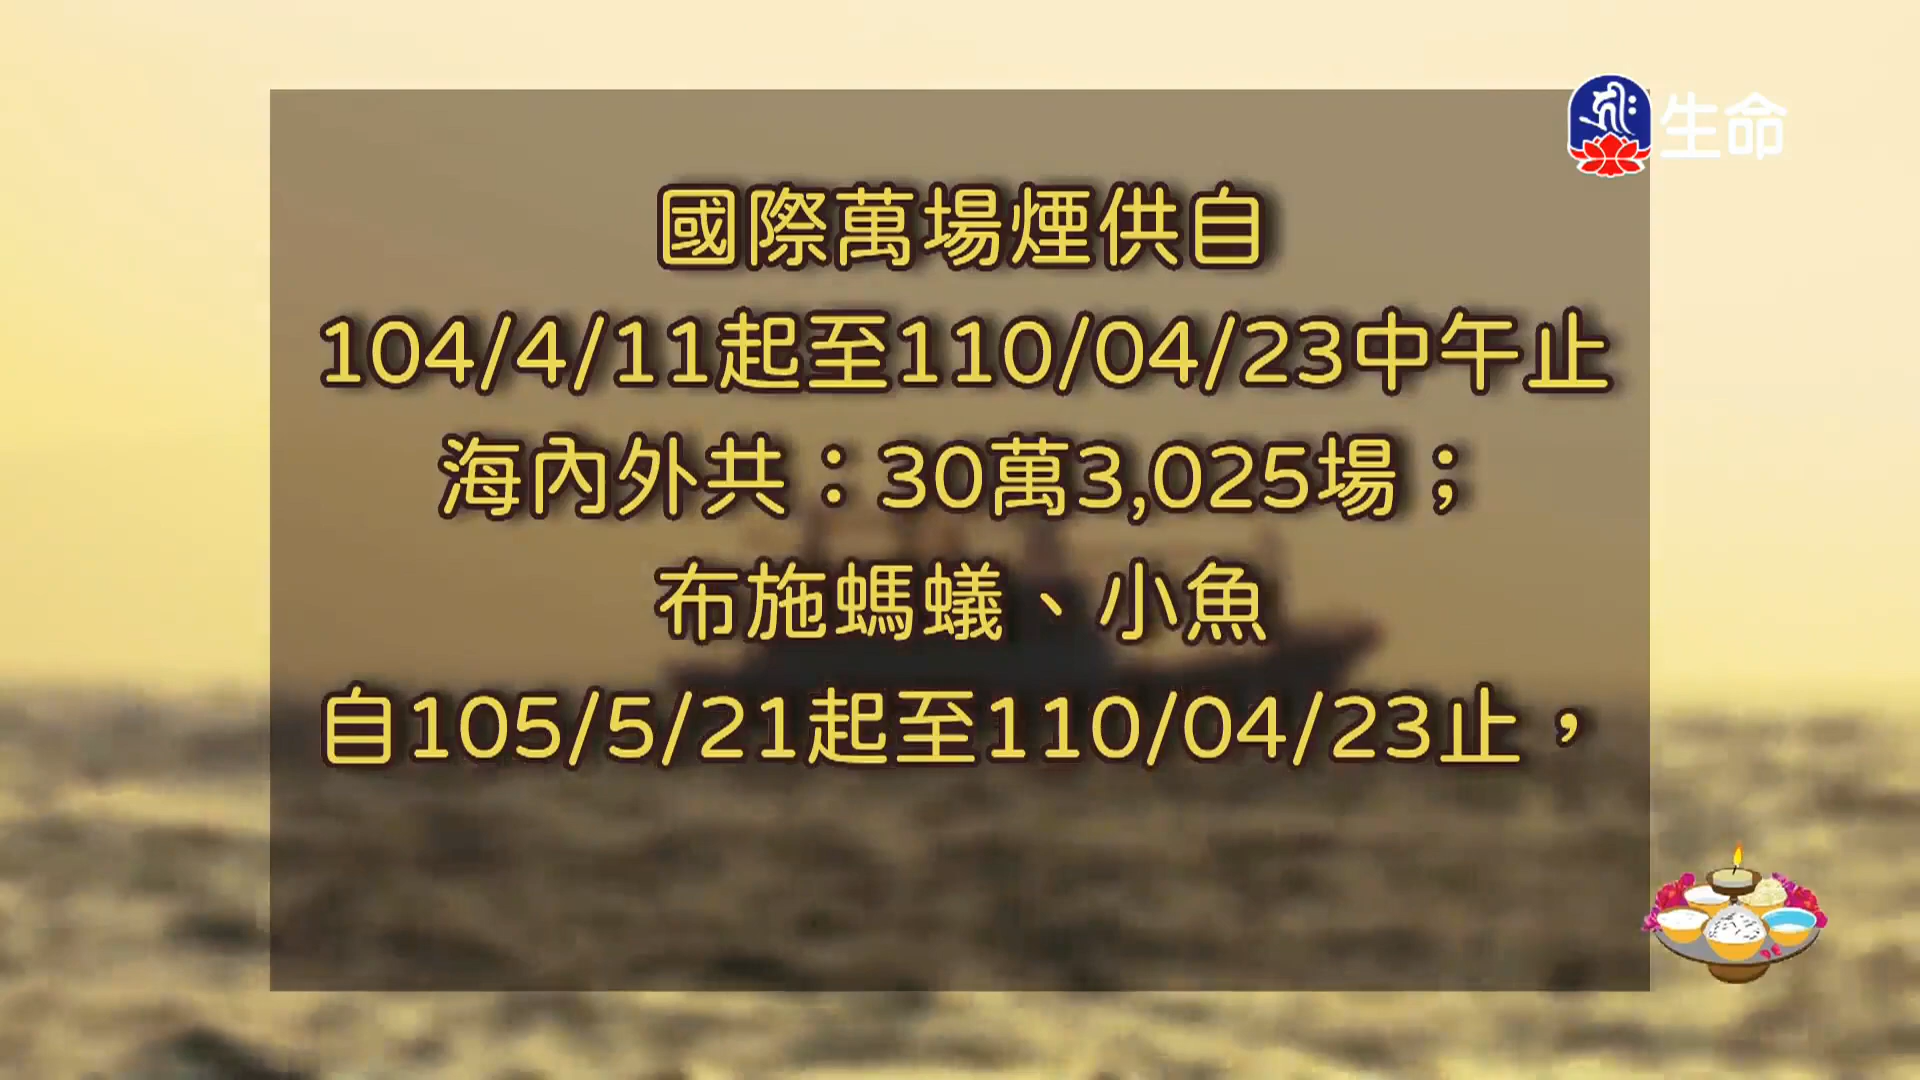 生命
國際萬場煙供自
104/4/11起至110/04/23中午止
海內外共：30萬3,025場；
布施螞蟻、小魚
自105/5/21起至110/04/23止，